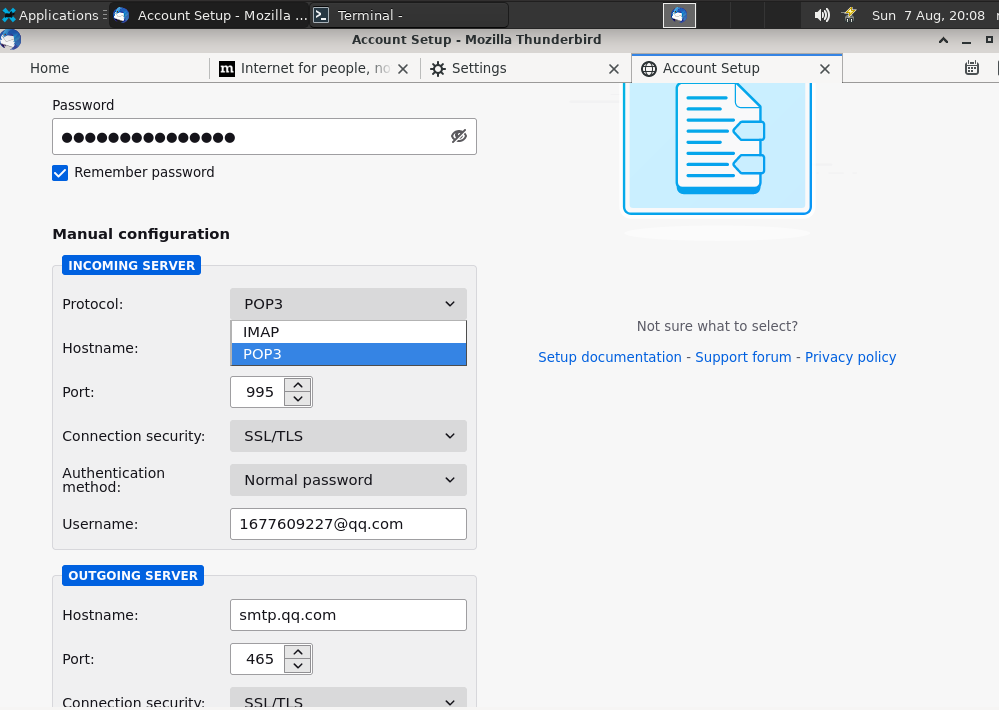 Applications
Account Setup - Mozilla ...
Terminal -
Sun 7 Aug, 20:08
Account Setup - Mozilla Thunderbird
Home
m Internet for people, no
Settings
Account Setup
Password
Remember password
Manual configuration
INCOMING SERVER
Protocol:
POP3
IMAP
POP3
Hostname:
Port:
995
Connection security:
SSL/TLS
Authentication
method:
Normal password
Username:
1677609227@qq.com
OUTGOING SERVER
Hostname:
smtp.qq.com
Port:
465
Connection security:
SSL/TLS
Not sure what to select?
Setup documentation - Support forum - Privacy policy